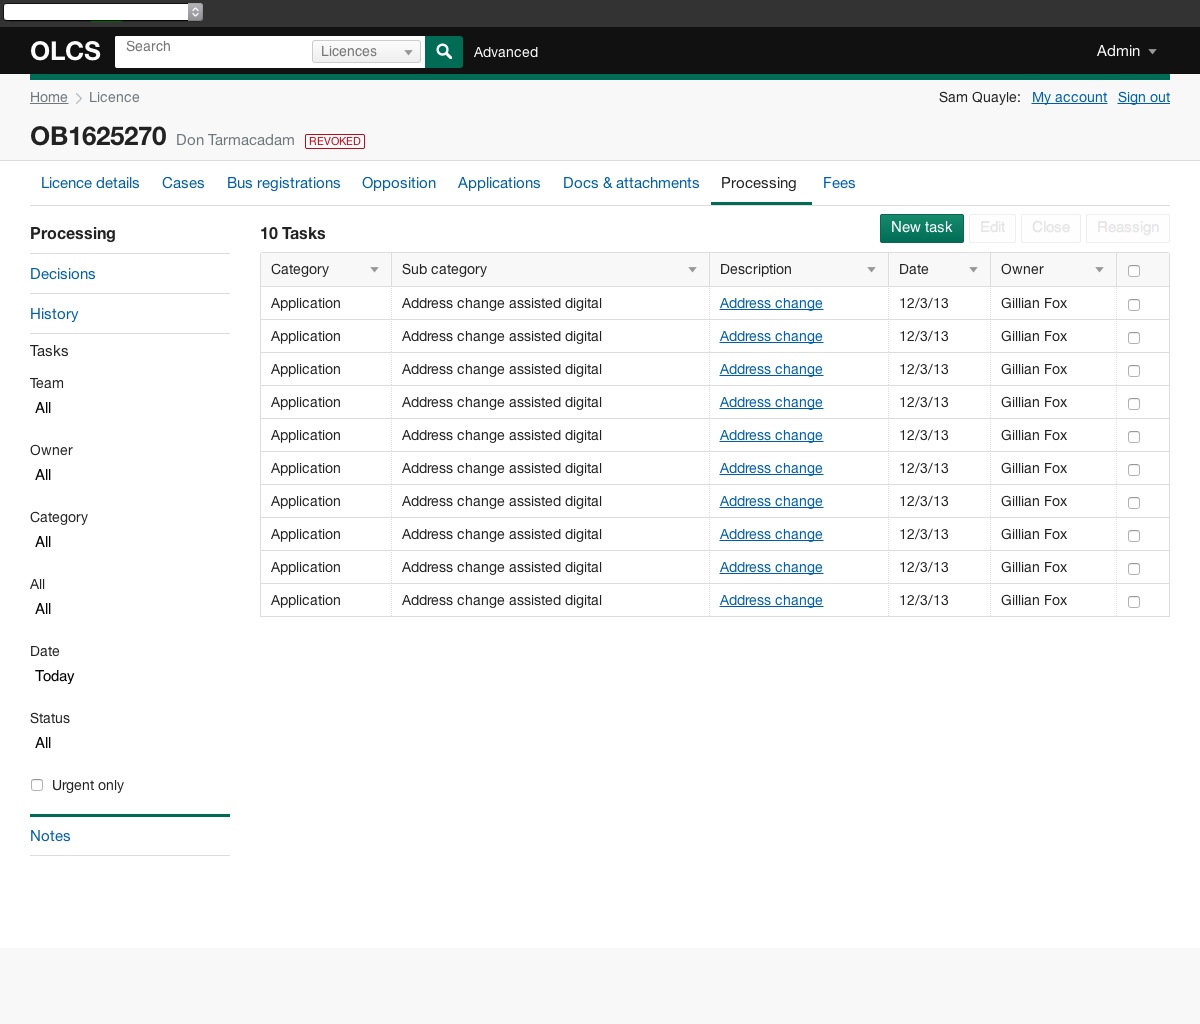 OLCS Search Licences Advanced Admin
Home Licence Sam Quayle: My account Sign out
OB1625270 Don Tarmacadam REVOKED
Licence details Cases Bus registrations Opposition Applications Docs & attachments Processing Fees
Processing
Decisions
History
Tasks
Team
All
Owner
All
Category
All
All
All
Date
Today
Status
All
Urgent only
Notes
10 Tasks New task Edit Close Reassign
Category Sub category Description Date Owner
Application Address change assisted digital Address change 12/3/13 Gillian Fox
Application Address change assisted digital Address change 12/3/13 Gillian Fox
Application Address change assisted digital Address change 12/3/13 Gillian Fox
Application Address change assisted digital Address change 12/3/13 Gillian Fox
Application Address change assisted digital Address change 12/3/13 Gillian Fox
Application Address change assisted digital Address change 12/3/13 Gillian Fox
Application Address change assisted digital Address change 12/3/13 Gillian Fox
Application Address change assisted digital Address change 12/3/13 Gillian Fox
Application Address change assisted digital Address change 12/3/13 Gillian Fox
Application Address change assisted digital Address change 12/3/13 Gillian Fox